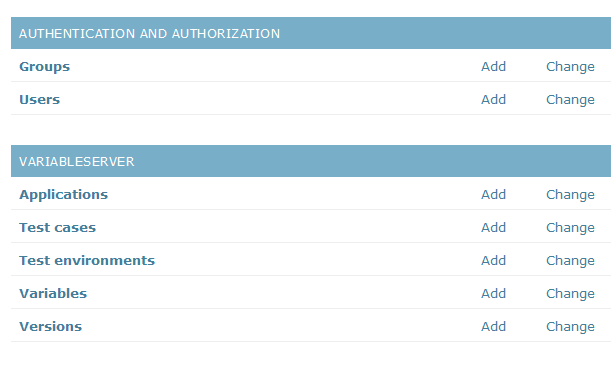 AUTHENTICATION AND AUTHORIZATION
Groups Add Change
Users Add Change
VARIABLESERVER
Applications Add Change
Test cases Add Change
Test environments Add Change
Variables Add Change
Versions Add Change